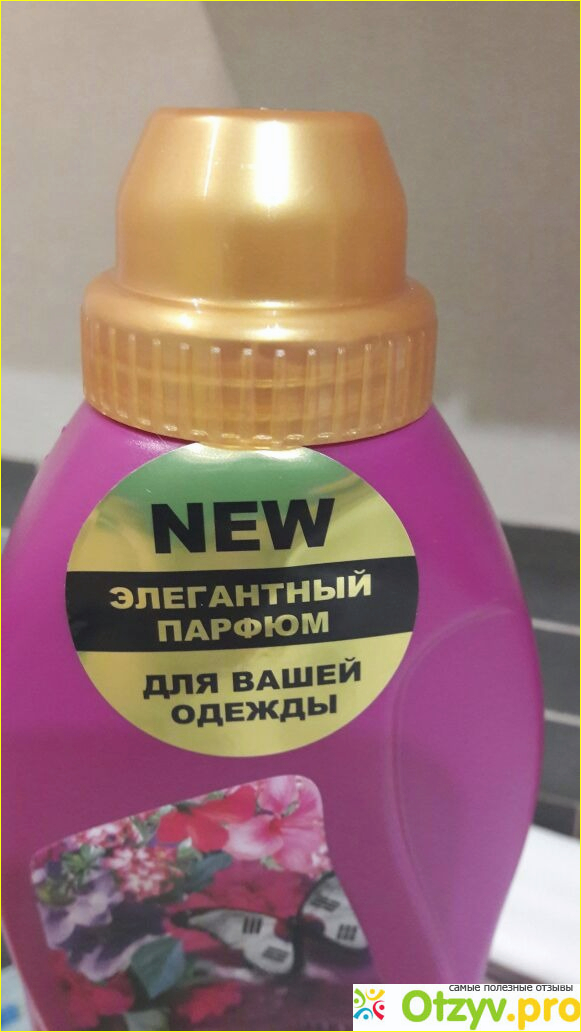 NEW
ЭЛЕГАНТНЫЙ
ПАРФЮМ
ДЛЯ ВАШЕЙ
ОДЕЖДЫ
самые полезные отзывы
Otzyv.pro